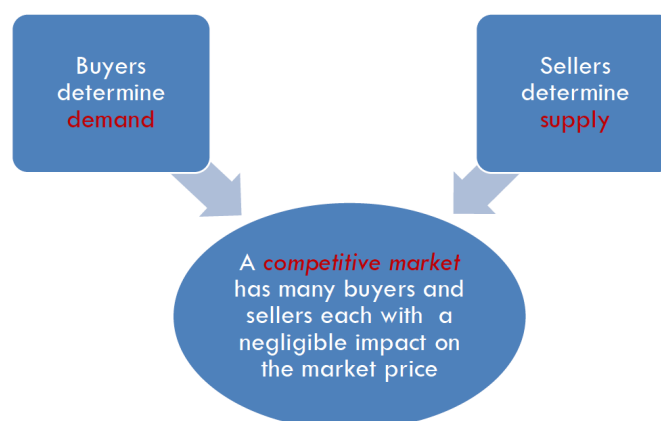 Buyers
determine
demand
Sellers
determine
supply
A competitive market
has many buyers and
sellers each with a
negligible impact on
the market price